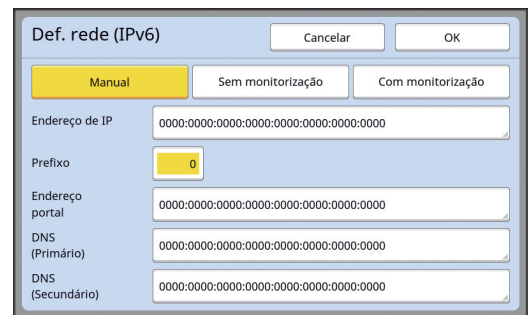 Def. rede (IPv6)
Cancelar
OK
Manual
Sem monitorização
Com monitorização
Endereço de IP
0000:0000:0000:0000:0000:0000:0000:0000
Prefixo
0
Endereço
portal
0000:0000:0000:0000:0000:0000:0000:0000
DNS
(Primário)
0000:0000:0000:0000:0000:0000:0000:0000
DNS
(Secundário)
0000:0000:0000:0000:0000:0000:0000:0000